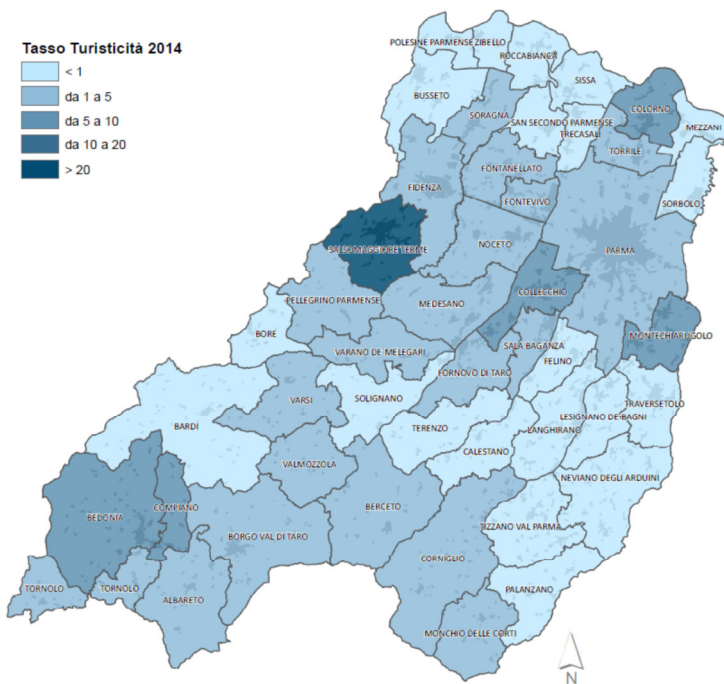 Tasso Turisticità 2014
< 1
da 1 a 5
da 5 a 10
da 10 a 20
> 20
POLESINE PARMENSE
ZIBELLO
ROCCABIANCA
SISSA
BUSSETO
COLORNO
SORAGNA
SAN SECONDO PARMENSE
TRECASALI
MEZZANI
TORRILE
FONTANELLATO
FIDENZA
FONTEVIVO
SORBOLO
SALSOMAGGIORE TERME
NOCETO
PARMA
COLLECCHIO
PELLEGRINO PARMENSE
MEDESANO
BORE
MONTECHIARUGOLO
SALA BAGANZA
VARANO DE MELEGARI
FELINO
FORNOVO DI TARO
BARDI
VARSI
SOLIGNANO
TRAVERSETOLO
LESIGNANO DE BAGNI
TERENZO
LANGHIRANO
CALESTANO
VALMOZZOLA
NEVIANO DEGLI ARDUINI
COMPIANO
BERCETO
BEDONIA
TIZZANO VAL PARMA
BORGO VAL DI TARO
CORNIGLIO
TORNOLO
TORNOLO
ALBARETO
PALANZANO
MONCHIO DELLE CORTI
N